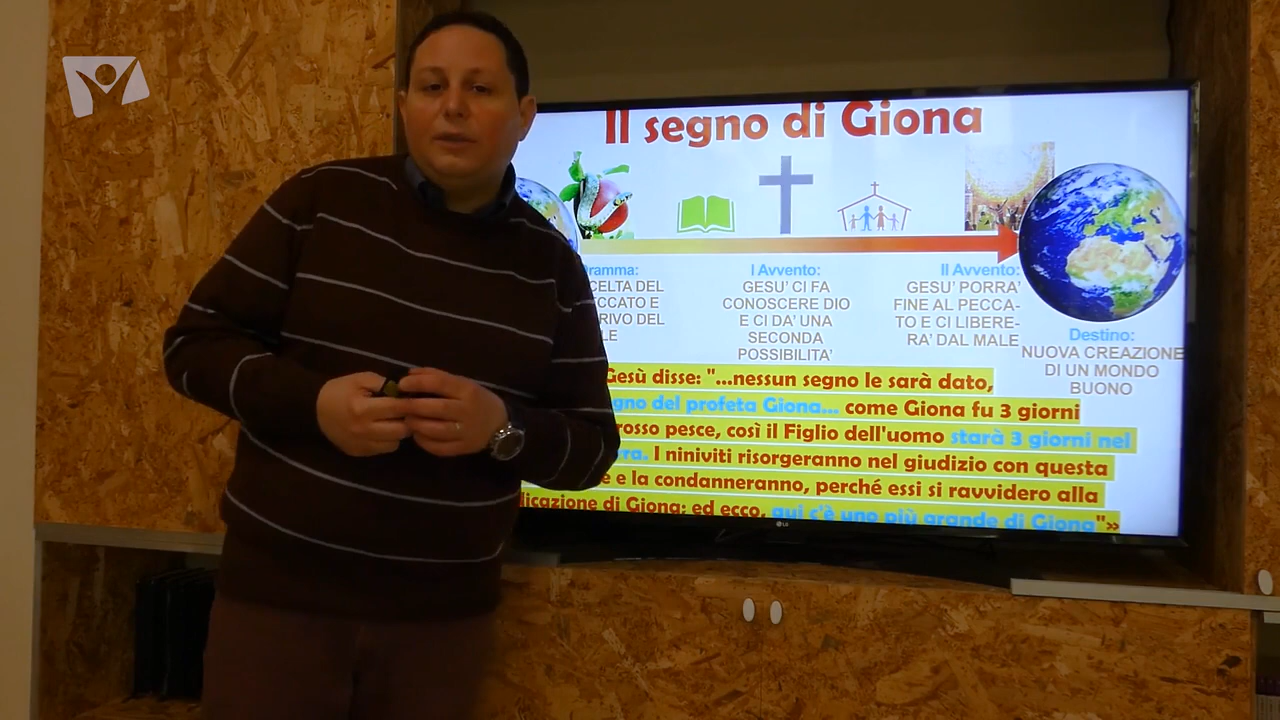 Il segno di Giona
ramma:
CELTA DEL
ECCATO E
RIVO DEL
LE
I Avvento:
GESU' CI FA
CONOSCERE DIO
E CI DA' UNA
SECONDA
POSSIBILITA'
II Avvento:
GESU' PORRA'
FINE AL PECCA-
TO E CI LIBERE-
RA' DAL MALE
Destino:
NUOVA CREAZIONE
DI UN MONDO
BUONO
Gesù disse: "...nessun segno le sarà dato,
gno del profeta Giona... come Giona fu 3 giorni
rosso pesce, così il Figlio dell'uomo starà 3 giorni nel
ra. I niniviti risorgeranno nel giudizio con questa
e e la condanneranno, perché essi si ravvidero alla
licazione di Giona; ed ecco, qui c'è uno più grande di Giona"»
LG